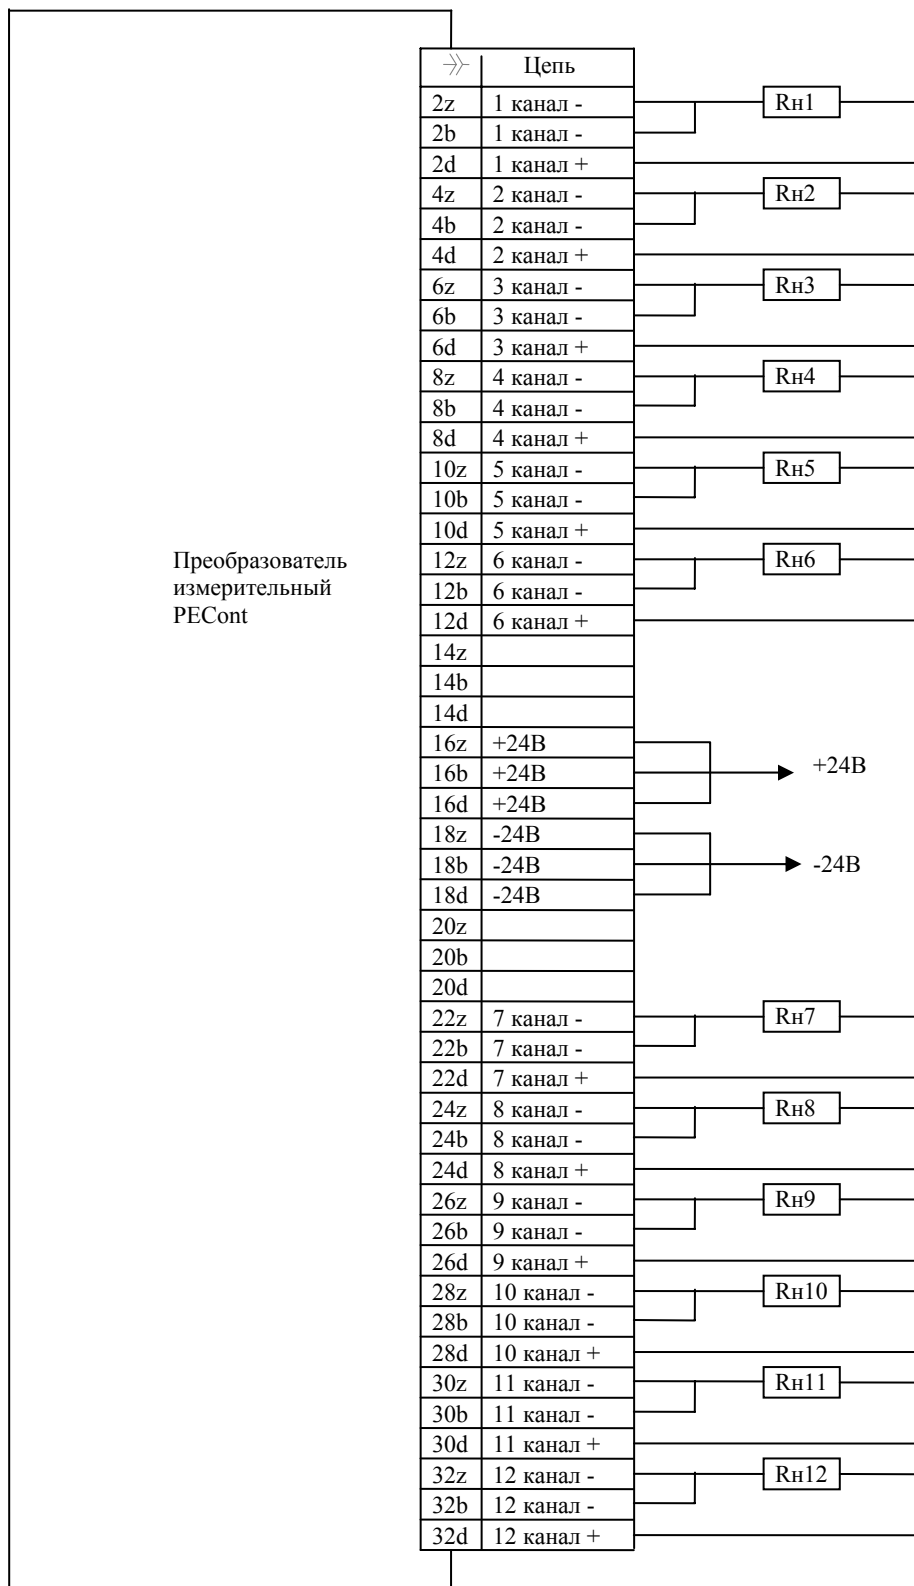 Цепь
2z 1 канал - Rн1
2b 1 канал -
2d 1 канал +
4z 2 канал - Rн2
4b 2 канал -
4d 2 канал +
6z 3 канал - Rн3
6b 3 канал -
6d 3 канал +
8z 4 канал - Rн4
8b 4 канал -
8d 4 канал +
10z 5 канал - Rн5
10b 5 канал -
10d 5 канал +
Преобразователь
измерительный
PECont
12z 6 канал - Rн6
12b 6 канал -
12d 6 канал +
14z
14b
14d
16z +24В
16b +24В +24В
16d +24В
18z -24В
18b -24В -24В
18d -24В
20z
20b
20d
22z 7 канал - Rн7
22b 7 канал -
22d 7 канал +
24z 8 канал - Rн8
24b 8 канал -
24d 8 канал +
26z 9 канал - Rн9
26b 9 канал -
26d 9 канал +
28z 10 канал - Rн10
28b 10 канал -
28d 10 канал +
30z 11 канал - Rн11
30b 11 канал -
30d 11 канал +
32z 12 канал - Rн12
32b 12 канал -
32d 12 канал +